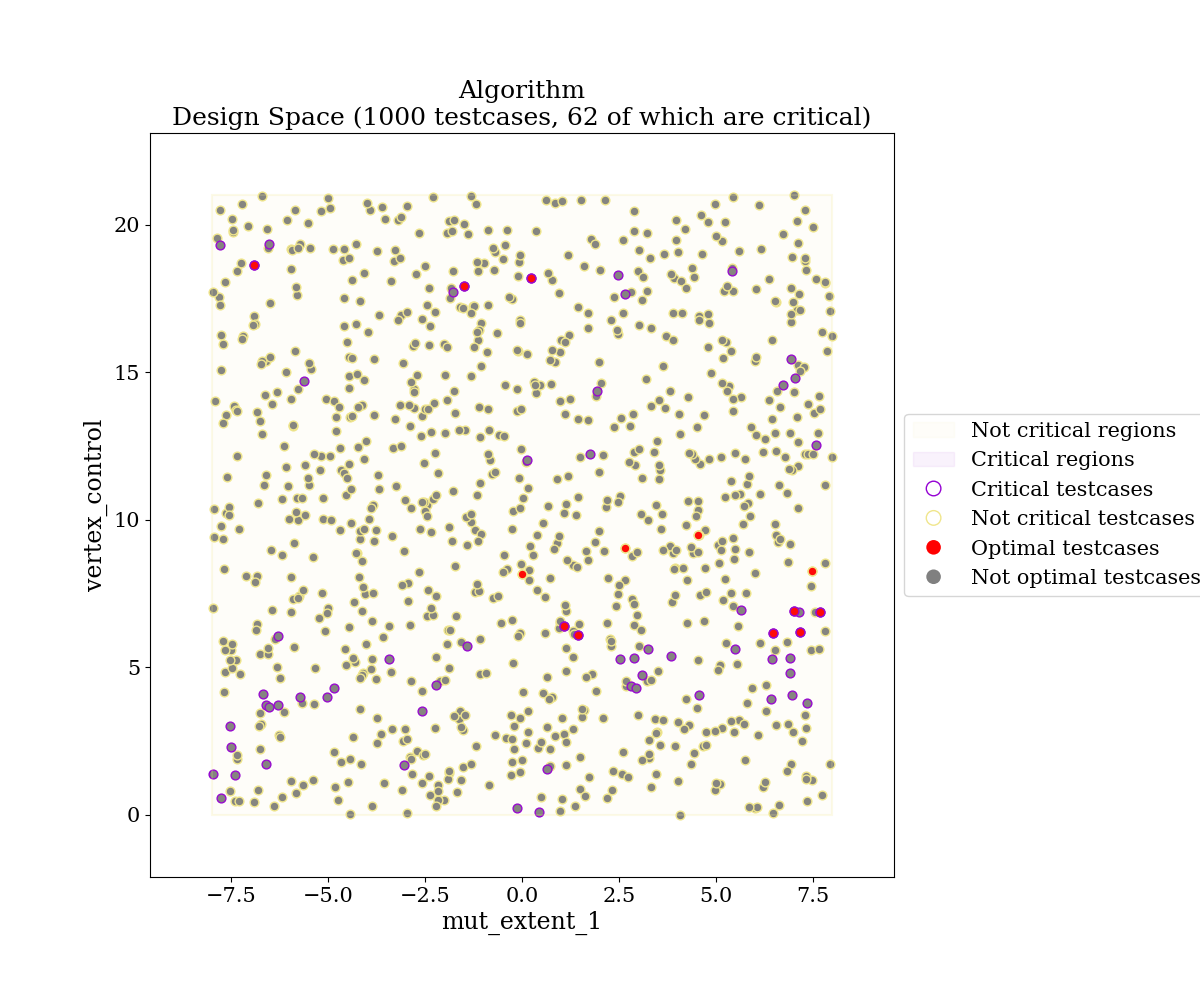 Algorithm
Design Space (1000 testcases, 62 of which are critical)
20
15
10
5
0
vertex_control
−7.5 −5.0 −2.5 0.0 2.5 5.0 7.5
mut_extent_1
Not critical regions
Critical regions
Critical testcases
Not critical testcases
Optimal testcases
Not optimal testcases